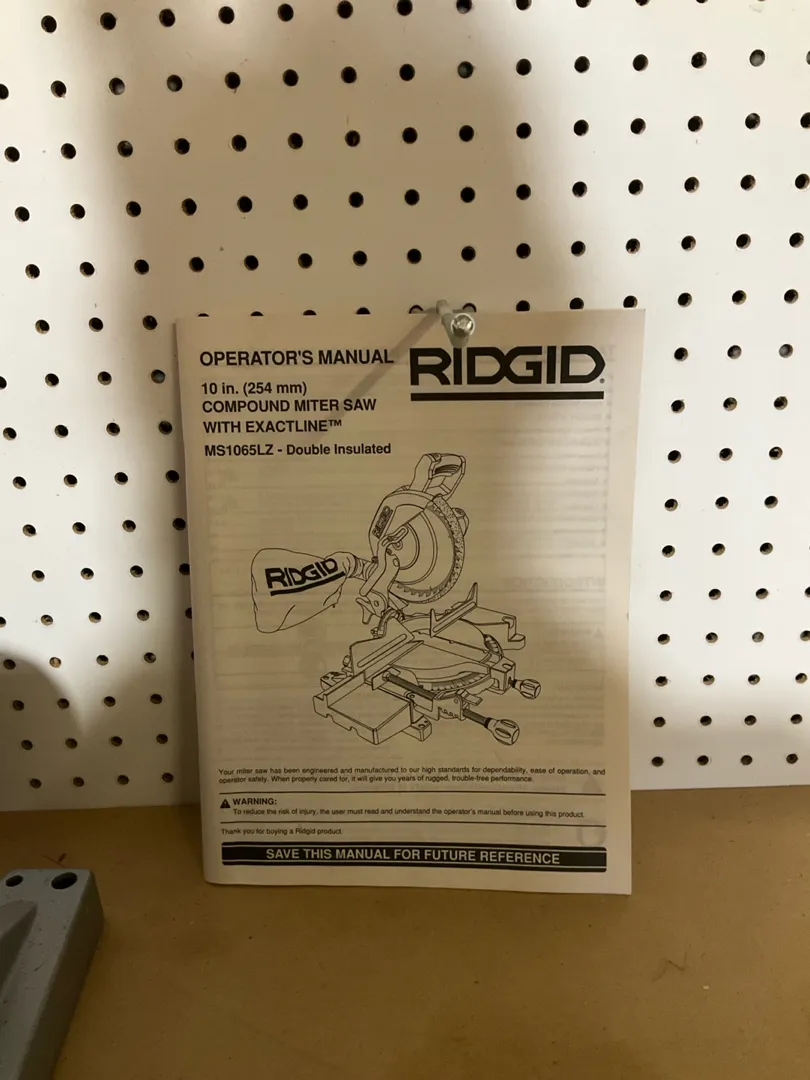 OPERATOR'S MANUAL
RIDGID®
10 in. (254 mm)
COMPOUND MITER SAW
WITH EXACTLINE™
MS1065LZ - Double Insulated
RIDGID
Your miter saw has been engineered and manufactured to our high standards for dependability, ease of operation, and
operator safety. When properly cared for, it will give you years of rugged, trouble-free performance.
WARNING:
To reduce the risk of injury, the user must read and understand the operator's manual before using this product.
Thank you for buying a Ridgid product.
SAVE THIS MANUAL FOR FUTURE REFERENCE